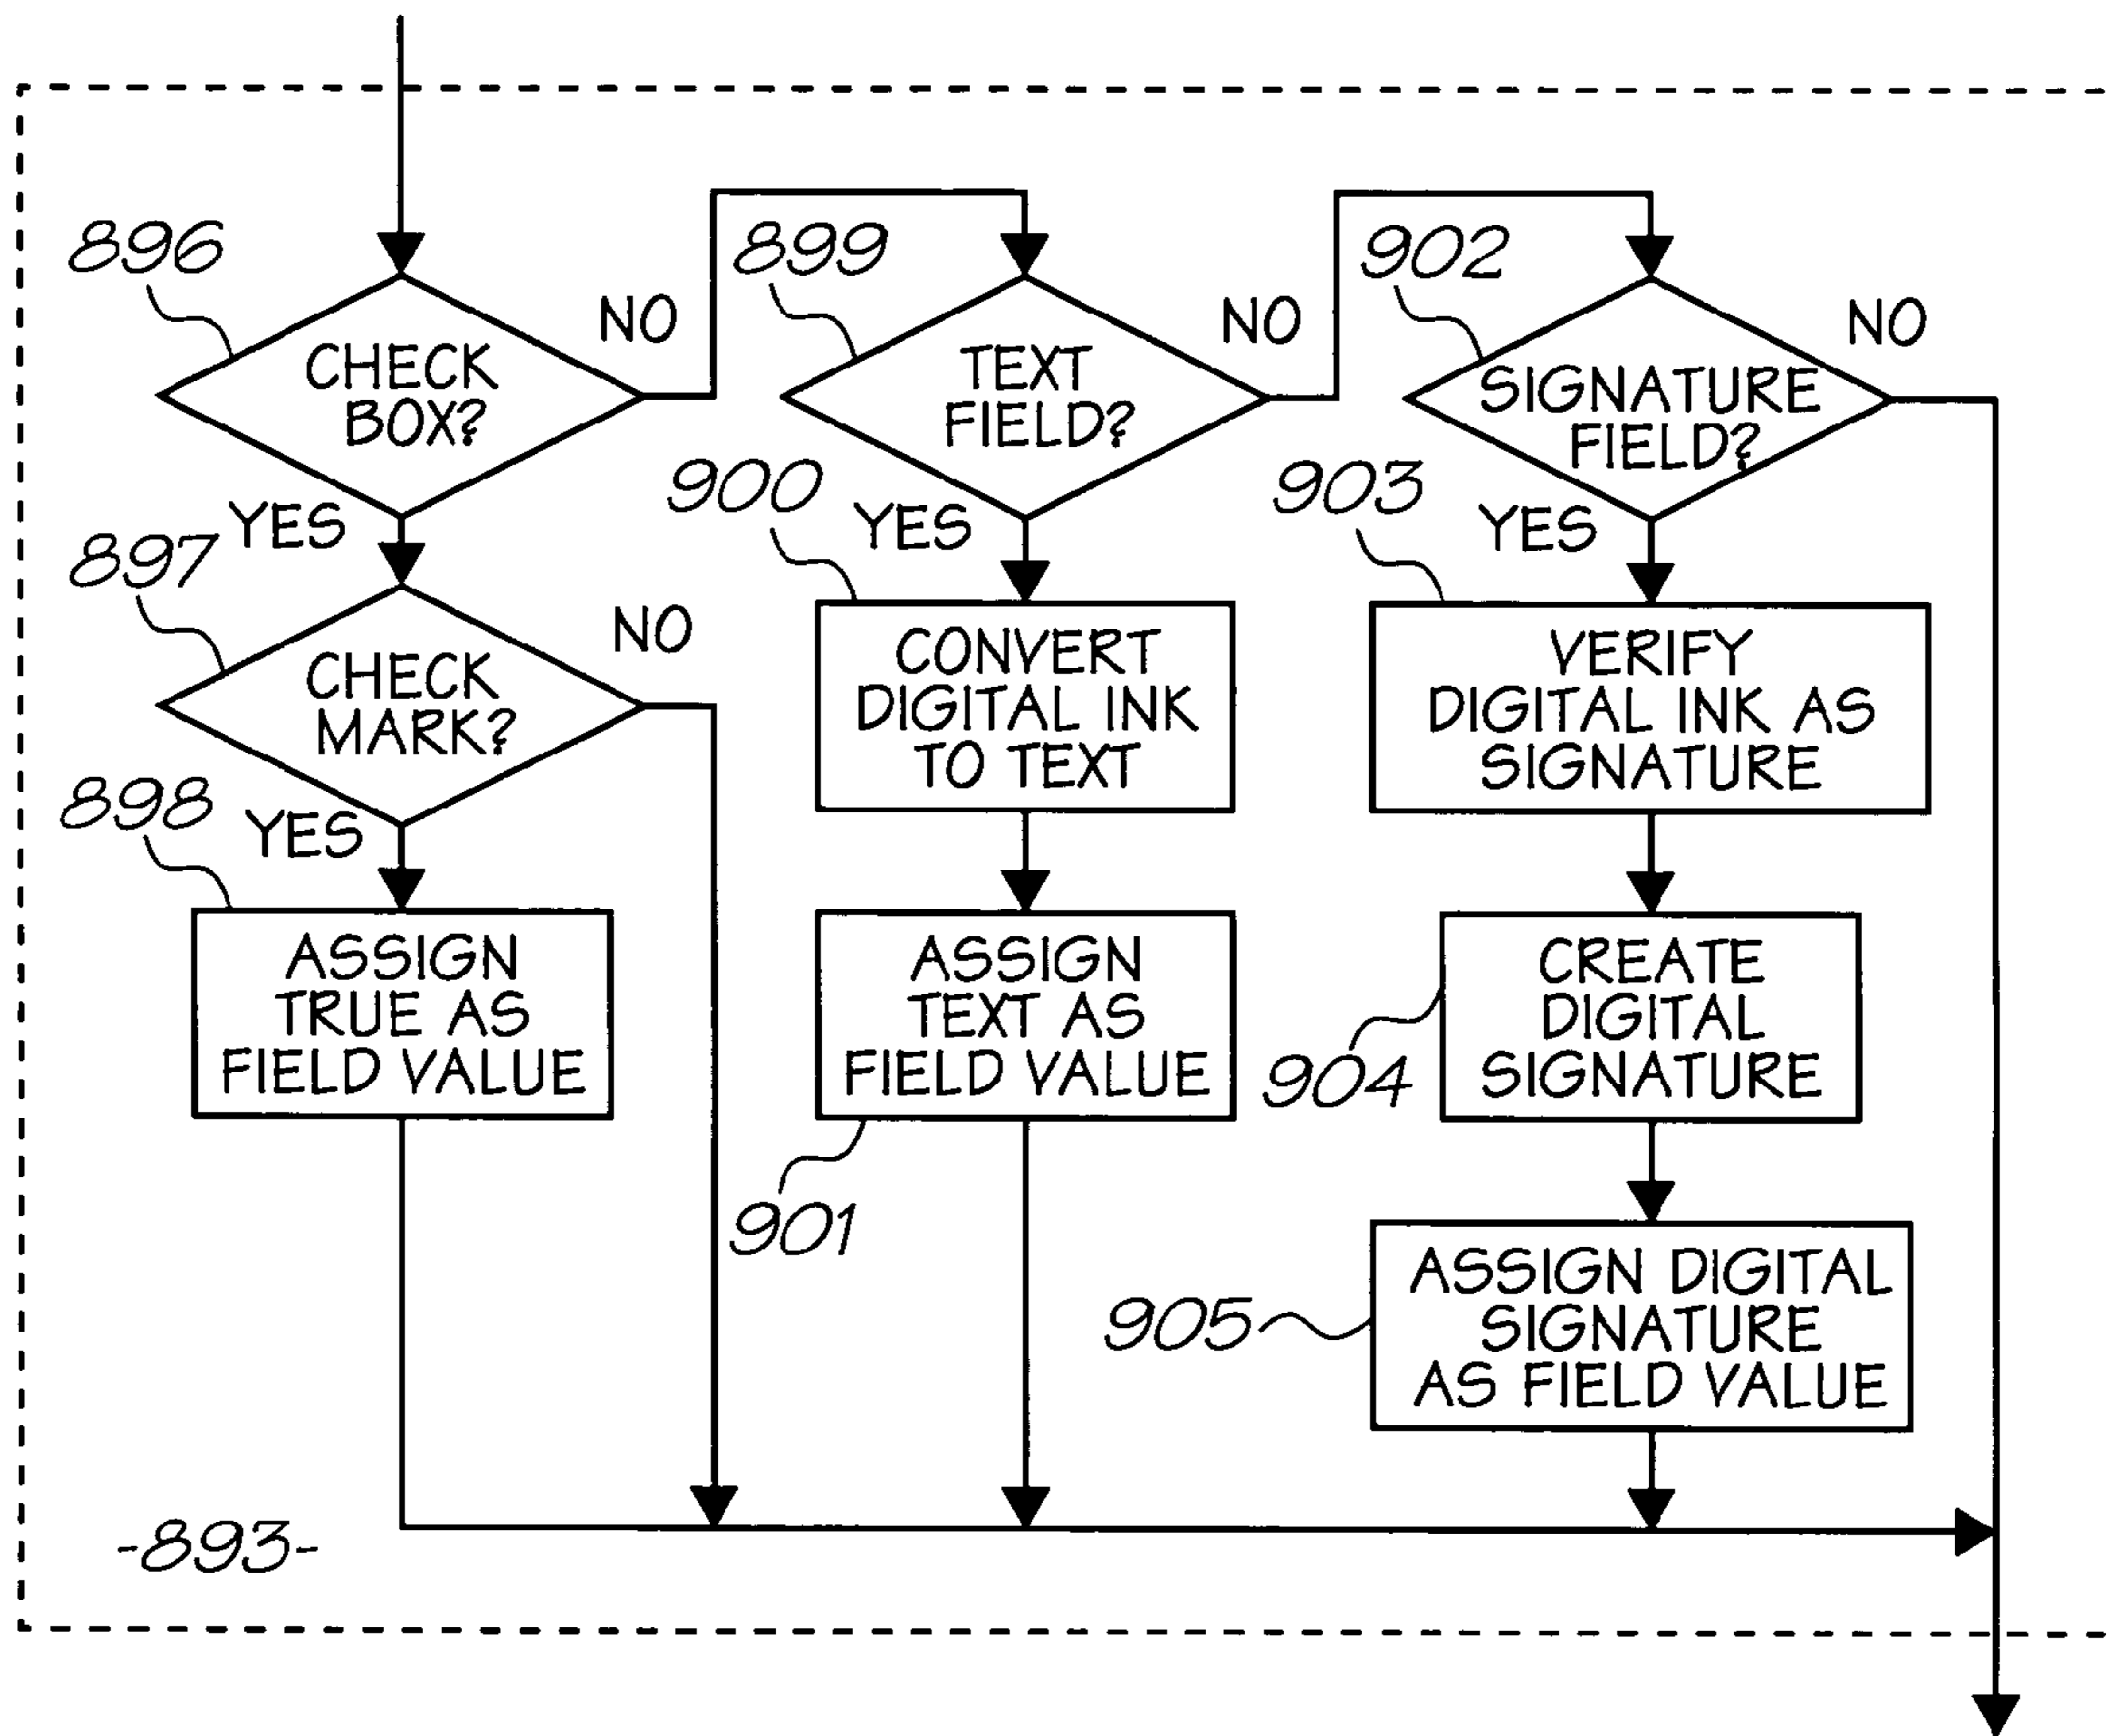 896
CHECK
BOX?
NO
YES
897
CHECK
MARK?
NO
YES
898
ASSIGN
TRUE AS
FIELD VALUE
899
TEXT
FIELD?
NO
YES
900
CONVERT
DIGITAL INK
TO TEXT
ASSIGN
TEXT AS
FIELD VALUE
901
902
SIGNATURE
FIELD?
NO
YES
903
VERIFY
DIGITAL INK AS
SIGNATURE
CREATE
DIGITAL
SIGNATURE
904
ASSIGN DIGITAL
SIGNATURE
AS FIELD VALUE
905
-893-